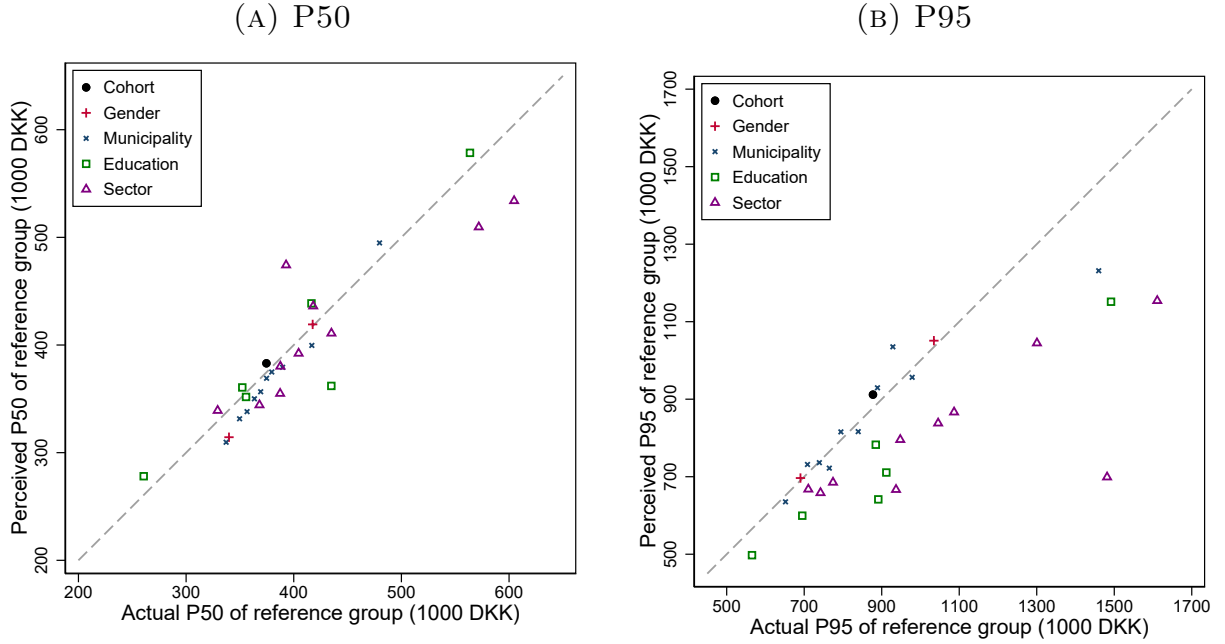 (A) P50
Perceived P50 of reference group (1000 DKK)
600
500
400
300
200
Cohort
Gender
Municipality
Education
Sector
200 300 400 500 600
Actual P50 of reference group (1000 DKK)
(B) P95
Perceived P95 of reference group (1000 DKK)
1700
1500
1300
1100
900
700
500
Cohort
Gender
Municipality
Education
Sector
500 700 900 1100 1300 1500 1700
Actual P95 of reference group (1000 DKK)